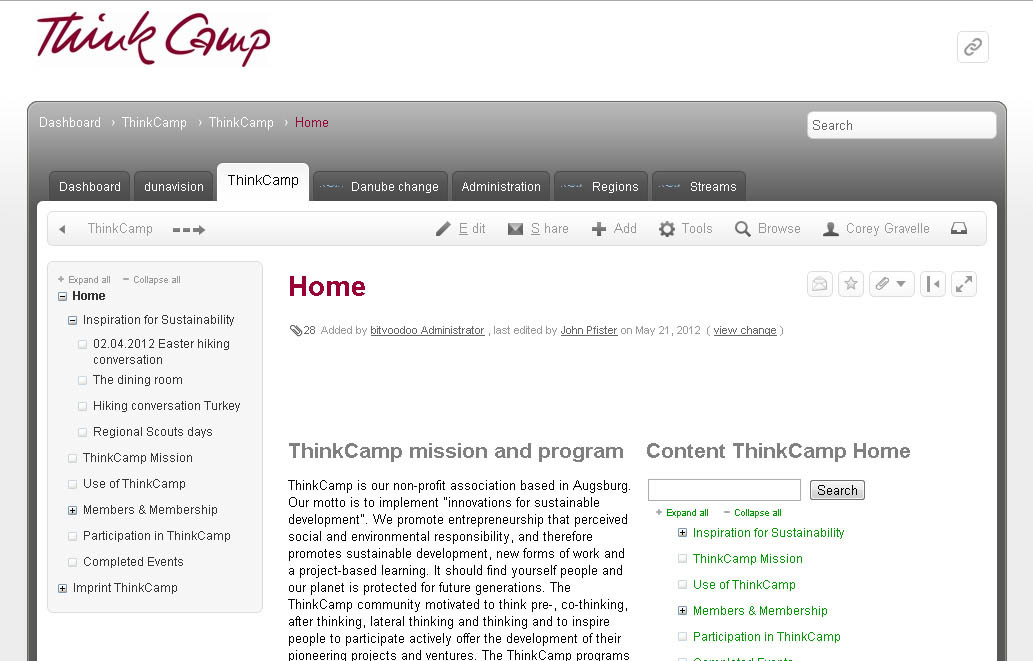 Think Camp
Dashboard › ThinkCamp › ThinkCamp › Home
Search
Dashboard dunavision ThinkCamp Danube change Administration Regions Streams
ThinkCamp Edit Share Add Tools Browse Corey Gravelle
Expand all Collapse all
Home
Inspiration for Sustainability
02.04.2012 Easter hiking
conversation
The dining room
Hiking conversation Turkey
Regional Scouts days
ThinkCamp Mission
Use of ThinkCamp
Members & Membership
Participation in ThinkCamp
Completed Events
Imprint ThinkCamp
Home
28 Added by bitvoodoo Administrator , last edited by John Pfister on May 21, 2012 ( view change )
ThinkCamp mission and program
ThinkCamp is our non-profit association based in Augsburg.
Our motto is to implement "innovations for sustainable
development". We promote entrepreneurship that perceived
social and environmental responsibility, and therefore
promotes sustainable development, new forms of work and
a project-based learning. It should find yourself people and
our planet is protected for future generations. The
ThinkCamp community motivated to think pre-, co-thinking,
after thinking, lateral thinking and thinking and to inspire
people to participate actively offer the development of their
pioneering projects and ventures. The ThinkCamp programs
Content ThinkCamp Home
Search
Expand all Collapse all
Inspiration for Sustainability
ThinkCamp Mission
Use of ThinkCamp
Members & Membership
Participation in ThinkCamp
Completed Events